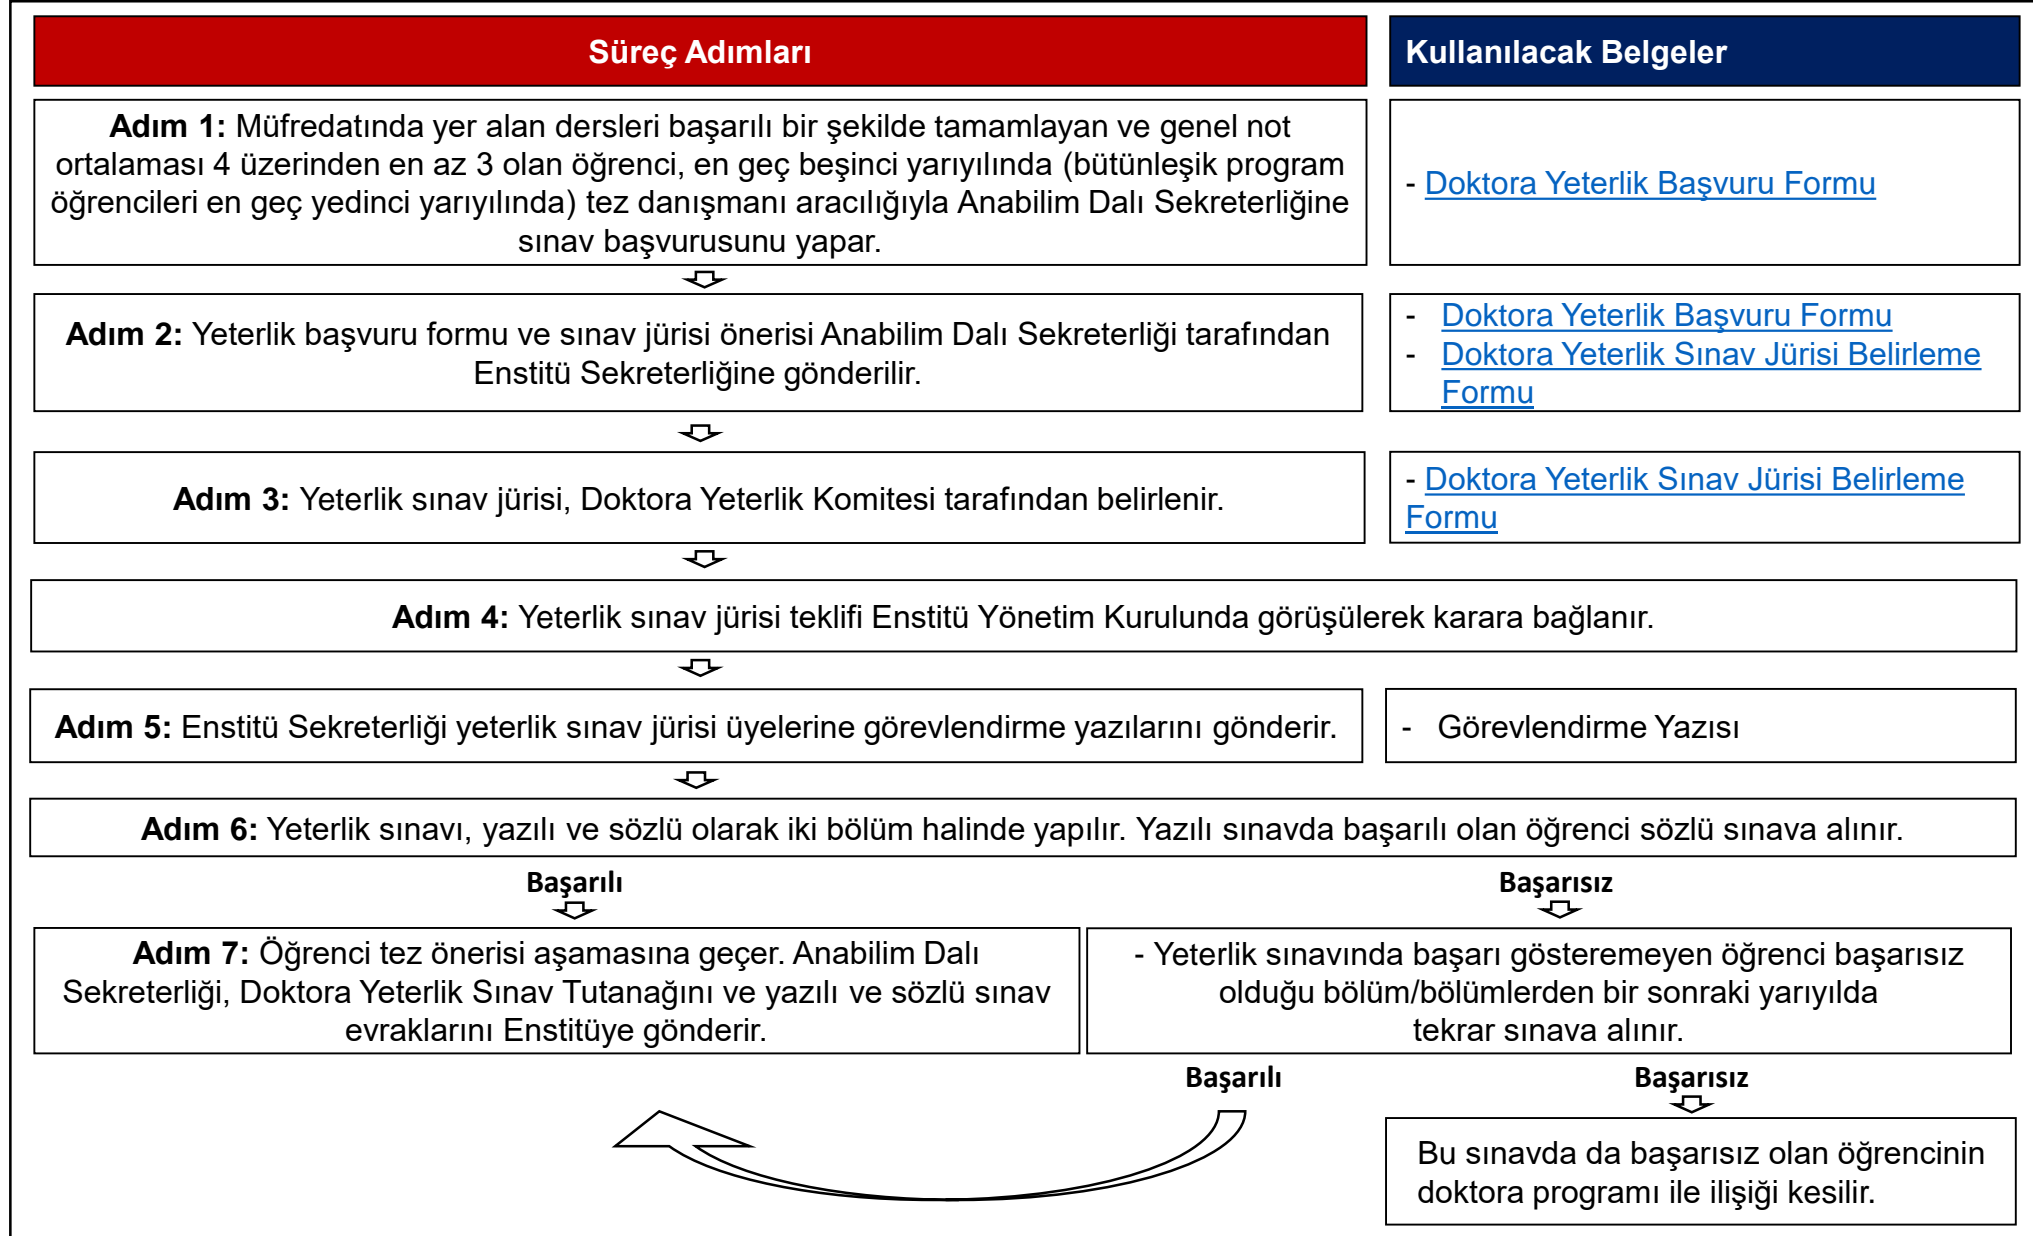 Süreç Adımları
Kullanılacak Belgeler
Adım 1: Müfredatında yer alan dersleri başarılı bir şekilde tamamlayan ve genel not
ortalaması 4 üzerinden en az 3 olan öğrenci, en geç beşinci yarıyılında (bütünleşik program
öğrencileri en geç yedinci yarıyılında) tez danışmanı aracılığıyla Anabilim Dalı Sekreterliğine
sınav başvurusunu yapar.
- Doktora Yeterlik Başvuru Formu
Adım 2: Yeterlik başvuru formu ve sınav jürisi önerisi Anabilim Dalı Sekreterliği tarafından
Enstitü Sekreterliğine gönderilir.
- Doktora Yeterlik Başvuru Formu
- Doktora Yeterlik Sınav Jürisi Belirleme
Formu
Adım 3: Yeterlik sınav jürisi, Doktora Yeterlik Komitesi tarafından belirlenir.
- Doktora Yeterlik Sınav Jürisi Belirleme
Formu
Adım 4: Yeterlik sınav jürisi teklifi Enstitü Yönetim Kurulunda görüşülerek karara bağlanır.
Adım 5: Enstitü Sekreterliği yeterlik sınav jürisi üyelerine görevlendirme yazılarını gönderir.
- Görevlendirme Yazısı
Adım 6: Yeterlik sınavı, yazılı ve sözlü olarak iki bölüm halinde yapılır. Yazılı sınavda başarılı olan öğrenci sözlü sınava alınır.
Başarılı
Başarısız
Adım 7: Öğrenci tez önerisi aşamasına geçer. Anabilim Dalı
Sekreterliği, Doktora Yeterlik Sınav Tutanağını ve yazılı ve sözlü sınav
evraklarını Enstitüye gönderir.
- Yeterlik sınavında başarı gösteremeyen öğrenci başarısız
olduğu bölüm/bölümlerden bir sonraki yarıyılda
tekrar sınava alınır.
Başarılı
Başarısız
Bu sınavda da başarısız olan öğrencinin
doktora programı ile ilişiği kesilir.